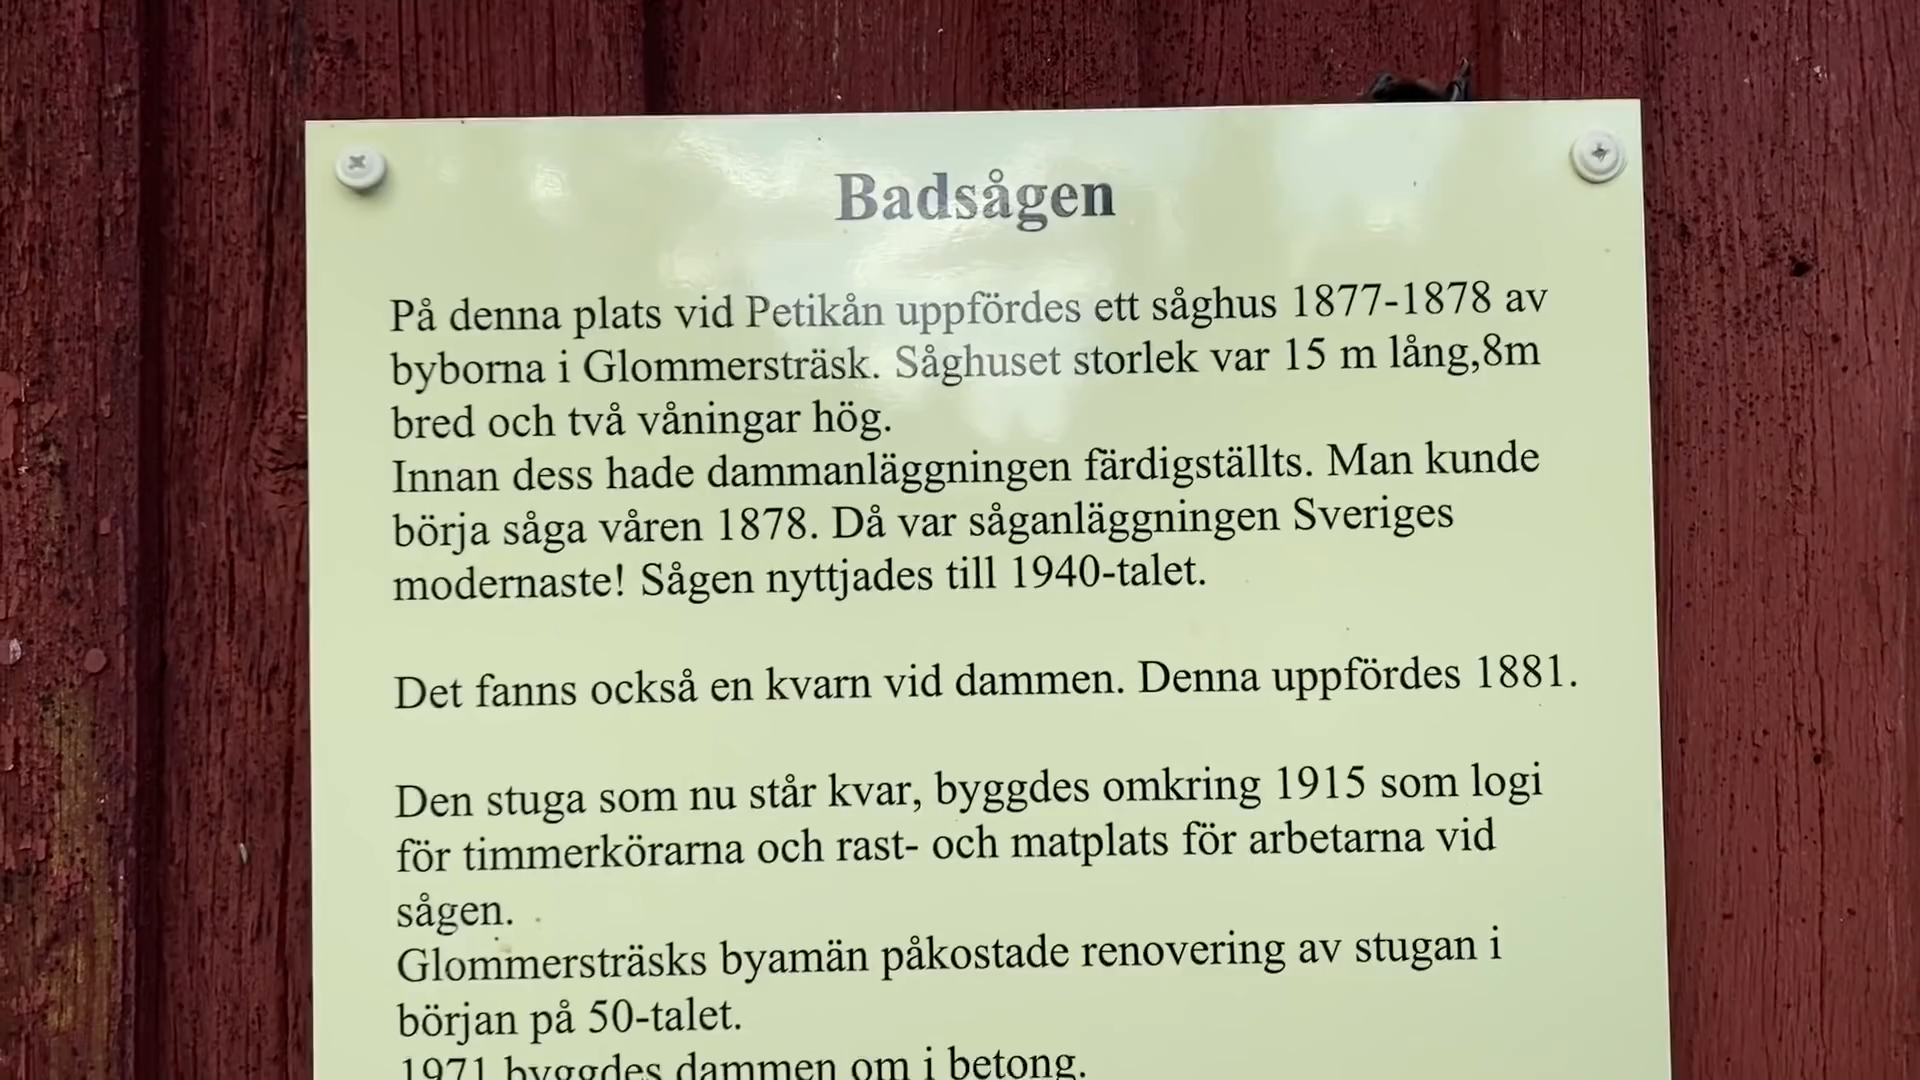 Badsågen
På denna plats vid Petikån uppfördes ett såghus 1877-1878 av
byborna i Glommersträsk. Såghuset storlek var 15 m lång,8m
bred och två våningar hög.
Innan dess hade dammanläggningen färdigställts. Man kunde
börja såga våren 1878. Då var såganläggningen Sveriges
modernaste! Sågen nyttjades till 1940-talet.
Det fanns också en kvarn vid dammen. Denna uppfördes 1881.
Den stuga som nu står kvar, byggdes omkring 1915 som logi
för timmerkörarna och rast- och matplats för arbetarna vid
sågen.
Glommersträsks byamän påkostade renovering av stugan i
början på 50-talet.
1971 byggdes dammen om i betong.